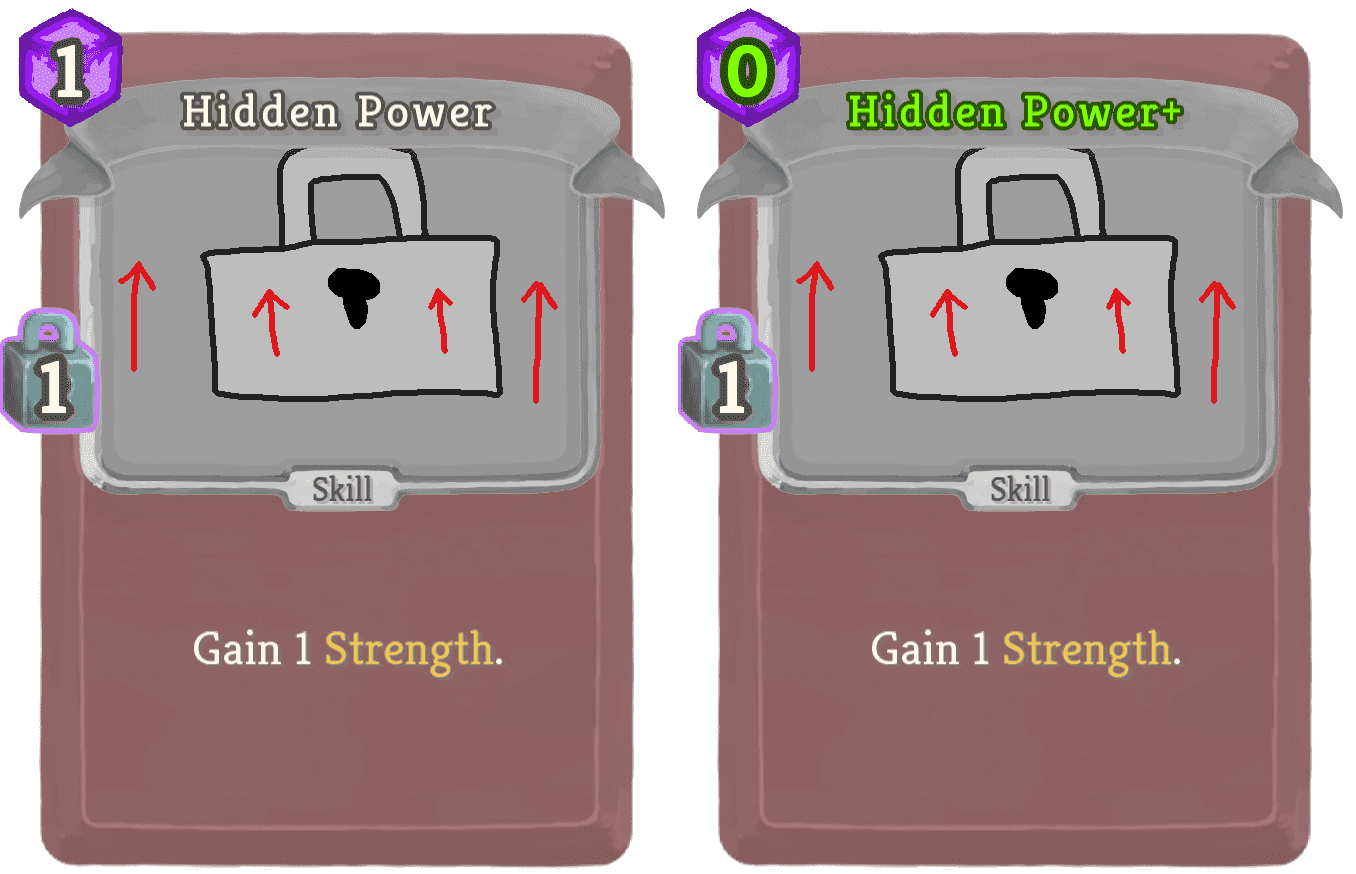 1
Hidden Power
1
Skill
Gain 1 Strength.
0
Hidden Power+
1
Skill
Gain 1 Strength.